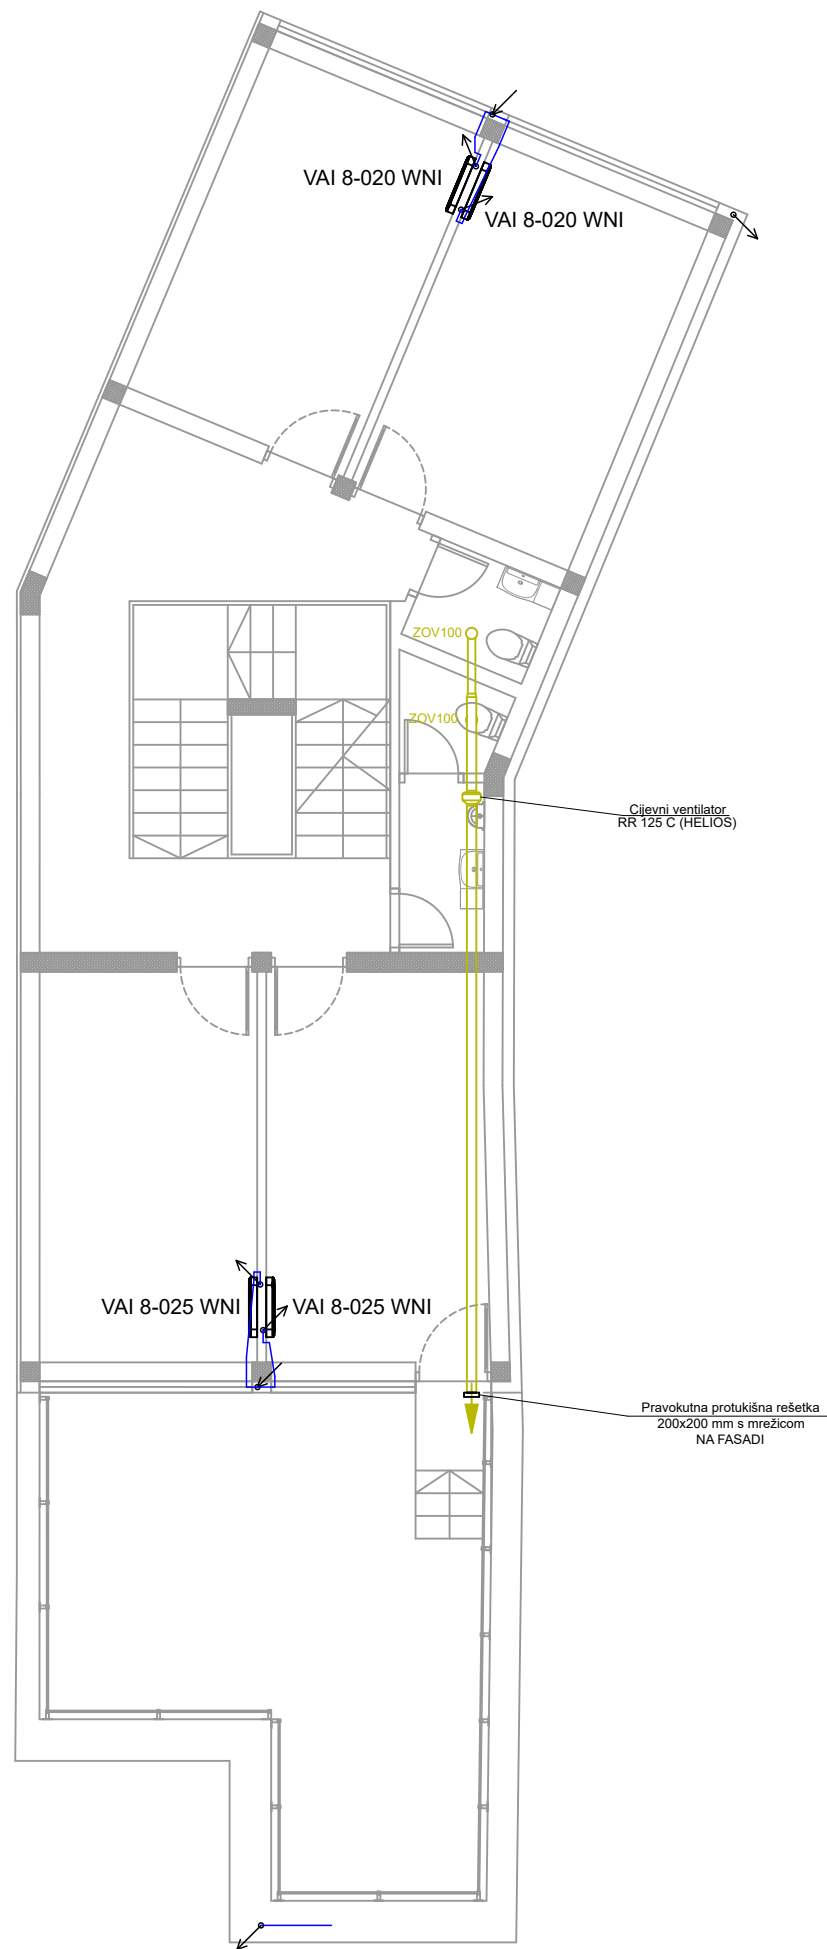 VAI 8-020 WNI
VAI 8-020 WNI
ZOV100
ZOV100
Cijevni ventilator
RR 125 C (HELIOS)
VAI 8-025 WNI
VAI 8-025 WNI
Pravokutna protukišna rešetka
200x200 mm s mrežicom
NA FASADI